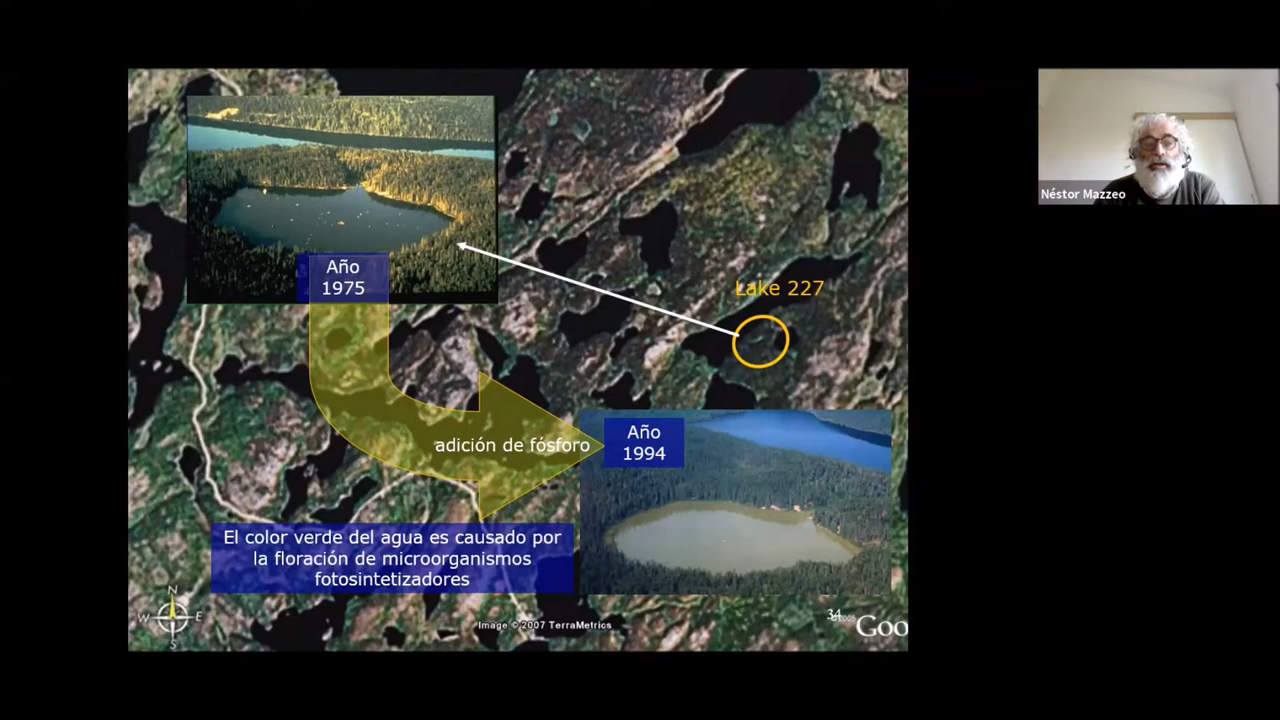 Año
1975
Lake 227
adición de fósforo
Año
1994
El color verde del agua es causado por
la floración de microorganismos
fotosintetizadores
N
W
E
S
Image © 2007 TerraMetrics
34
Goo
Néstor Mazzeo